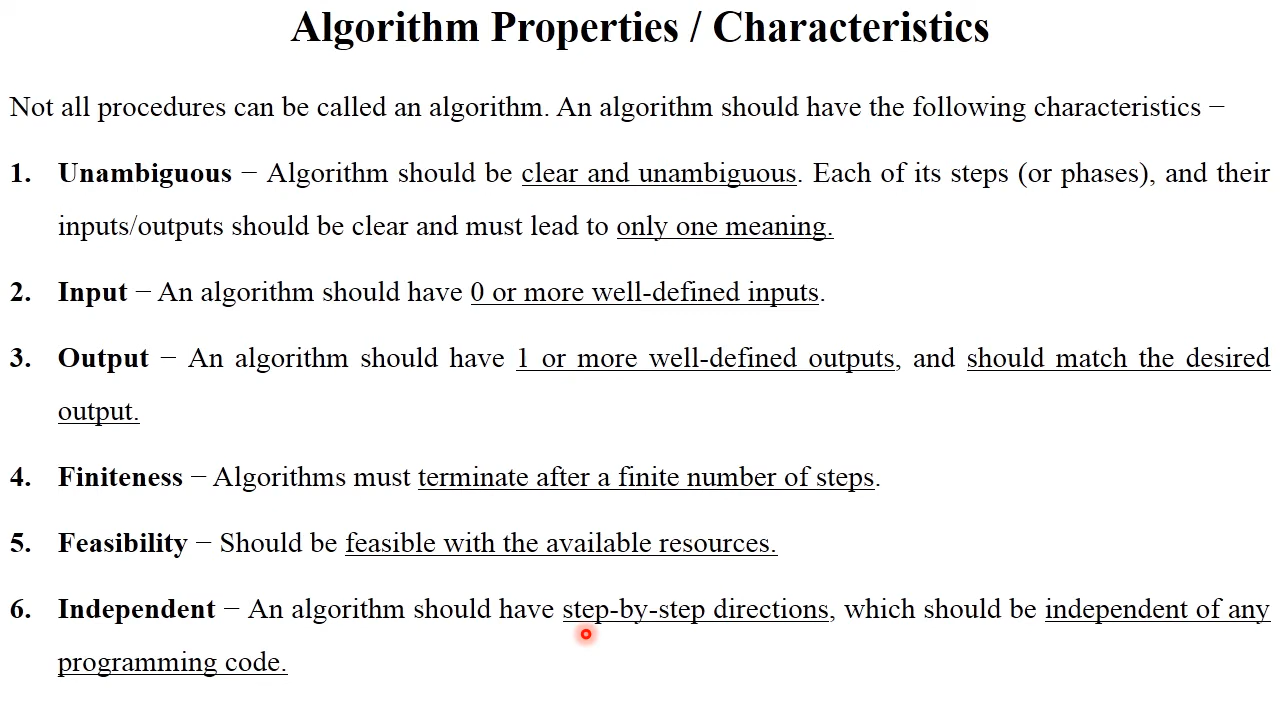 Algorithm Properties / Characteristics
Not all procedures can be called an algorithm. An algorithm should have the following characteristics −
1. Unambiguous − Algorithm should be clear and unambiguous. Each of its steps (or phases), and their
inputs/outputs should be clear and must lead to only one meaning.
2. Input − An algorithm should have 0 or more well-defined inputs.
3. Output − An algorithm should have 1 or more well-defined outputs, and should match the desired
output.
4. Finiteness − Algorithms must terminate after a finite number of steps.
5. Feasibility − Should be feasible with the available resources.
6. Independent − An algorithm should have step-by-step directions, which should be independent of any
programming code.